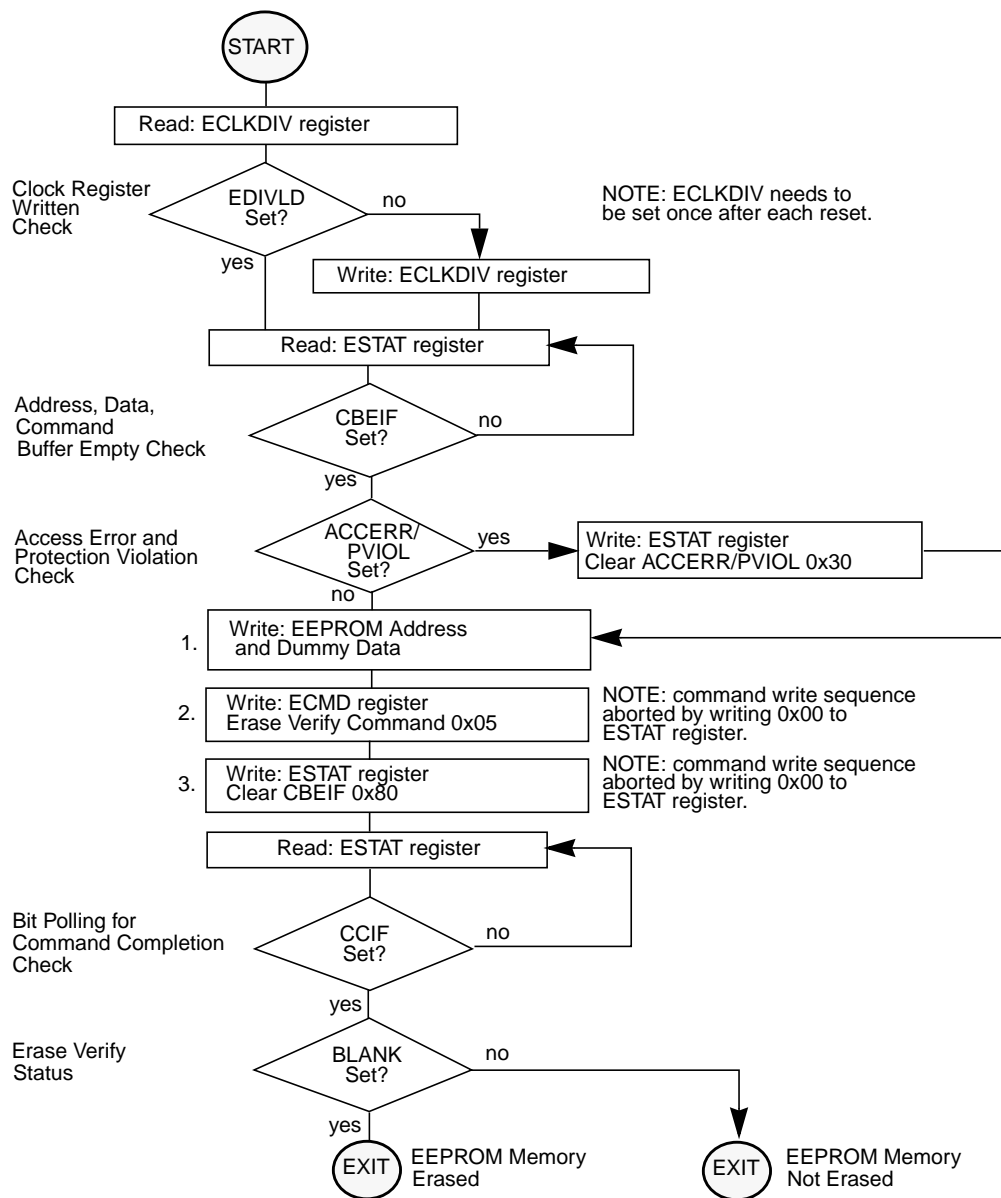 START
Read: ECLKDIV register
Clock Register
Written
Check
EDIVLD
Set?
no
yes
NOTE: ECLKDIV needs to
be set once after each reset.
Write: ECLKDIV register
Read: ESTAT register
Address, Data,
Command
Buffer Empty Check
CBEIF
Set?
no
yes
Access Error and
Protection Violation
Check
ACCERR/
PVIOL
Set?
yes
no
Write: ESTAT register
Clear ACCERR/PVIOL 0x30
1.
Write: EEPROM Address
and Dummy Data
2.
Write: ECMD register
Erase Verify Command 0x05
NOTE: command write sequence
aborted by writing 0x00 to
ESTAT register.
3.
Write: ESTAT register
Clear CBEIF 0x80
NOTE: command write sequence
aborted by writing 0x00 to
ESTAT register.
Read: ESTAT register
Bit Polling for
Command Completion
Check
CCIF
Set?
no
yes
Erase Verify
Status
BLANK
Set?
no
yes
EXIT
EEPROM Memory
Erased
EXIT
EEPROM Memory
Not Erased